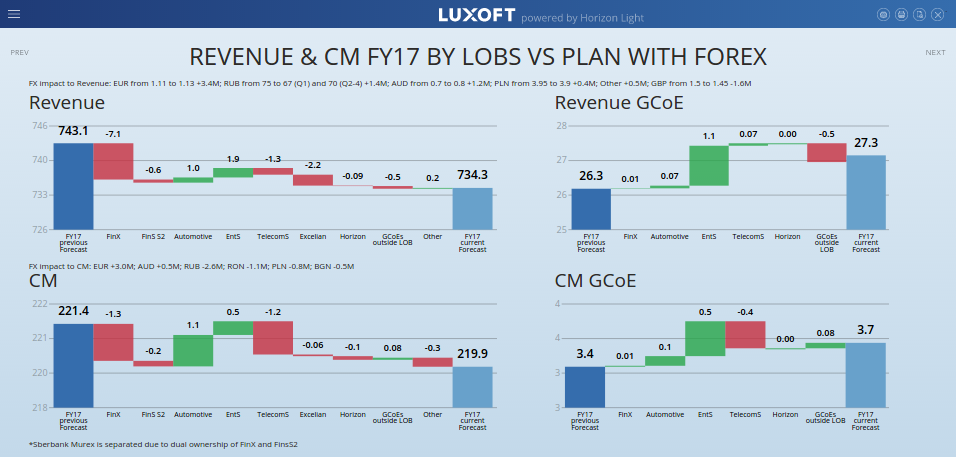 LUXOFT powered by Horizon Light
PREV
NEXT
REVENUE & CM FY17 BY LOBS VS PLAN WITH FOREX
FX impact to Revenue: EUR from 1.11 to 1.13 +3.4M; RUB from 75 to 67 (Q1) and 70 (Q2-4) +1.4M; AUD from 0.7 to 0.8 +1.2M; PLN from 3.95 to 3.9 +0.4M; Other +0.5M; GBP from 1.5 to 1.45 -1.6M
Revenue
746
740
733
726
743.1 -7.1 -0.6 1.0 1.9 -1.3 -2.2 -0.09 -0.5 0.2 734.3
FY17 previous Forecast
FinX
FinS S2
Automotive
EntS
TelecomS
Excelian
Horizon
GCoEs outside LOB
Other
FY17 current Forecast
Revenue GCoE
28
27
26
25
26.3 0.01 0.07 1.1 0.07 0.00 -0.5 27.3
FY17 previous Forecast
FinX
Automotive
EntS
TelecomS
Horizon
GCoEs outside LOB
FY17 current Forecast
FX impact to CM: EUR +3.0M; AUD +0.5M; RUB -2.6M; RON -1.1M; PLN -0.8M; BGN -0.5M
CM
222
221
220
218
221.4 -1.3 -0.2 1.1 0.5 -1.2 -0.06 -0.1 0.08 -0.3 219.9
FY17 previous Forecast
FinX
FinS S2
Automotive
EntS
TelecomS
Excelian
Horizon
GCoEs outside LOB
Other
FY17 current Forecast
CM GCoE
4
4
3
3
3.4 0.01 0.1 0.5 -0.4 0.00 0.08 3.7
FY17 previous Forecast
FinX
Automotive
EntS
TelecomS
Horizon
GCoEs outside LOB
FY17 current Forecast
*Sberbank Murex is separated due to dual ownership of FinX and FinsS2